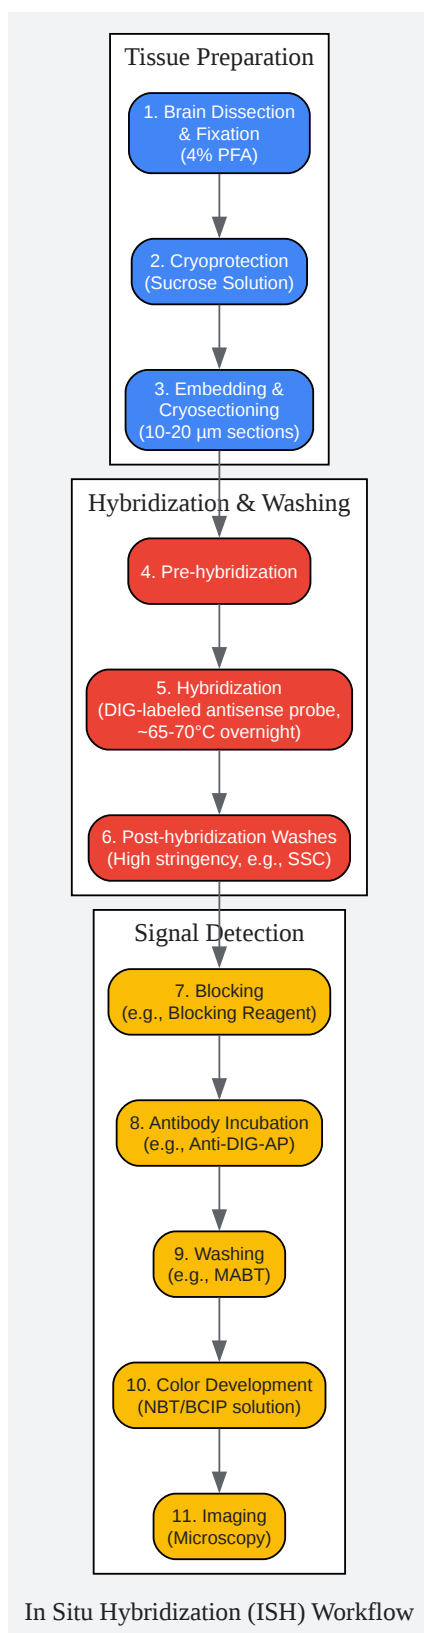 Tissue Preparation
1. Brain Dissection
& Fixation
(4% PFA)
2. Cryoprotection
(Sucrose Solution)
3. Embedding &
Cryosectioning
(10-20 µm sections)
Hybridization & Washing
4. Pre-hybridization
5. Hybridization
(DIG-labeled antisense probe,
~65-70°C overnight)
6. Post-hybridization Washes
(High stringency, e.g., SSC)
Signal Detection
7. Blocking
(e.g., Blocking Reagent)
8. Antibody Incubation
(e.g., Anti-DIG-AP)
9. Washing
(e.g., MABT)
10. Color Development
(NBT/BCIP solution)
11. Imaging
(Microscopy)
In Situ Hybridization (ISH) Workflow